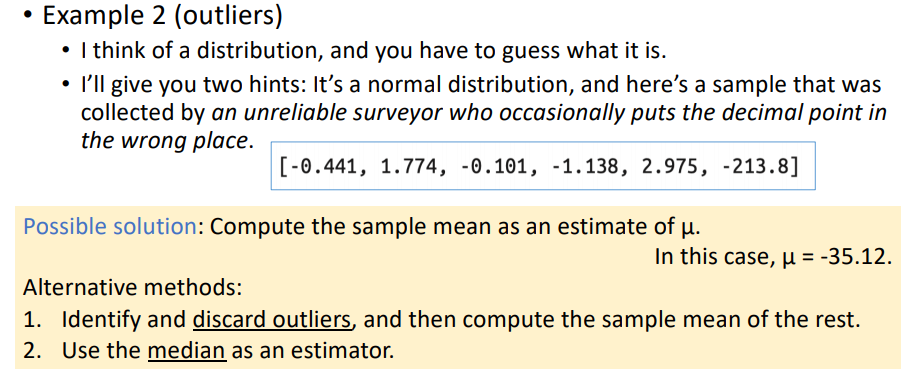 • Example 2 (outliers)
• I think of a distribution, and you have to guess what it is.
• I’ll give you two hints: It’s a normal distribution, and here’s a sample that was
collected by an unreliable surveyor who occasionally puts the decimal point in
the wrong place.
[-0.441, 1.774, -0.101, -1.138, 2.975, -213.8]
Possible solution: Compute the sample mean as an estimate of μ.
In this case, μ = -35.12.
Alternative methods:
1. Identify and discard outliers, and then compute the sample mean of the rest.
2. Use the median as an estimator.